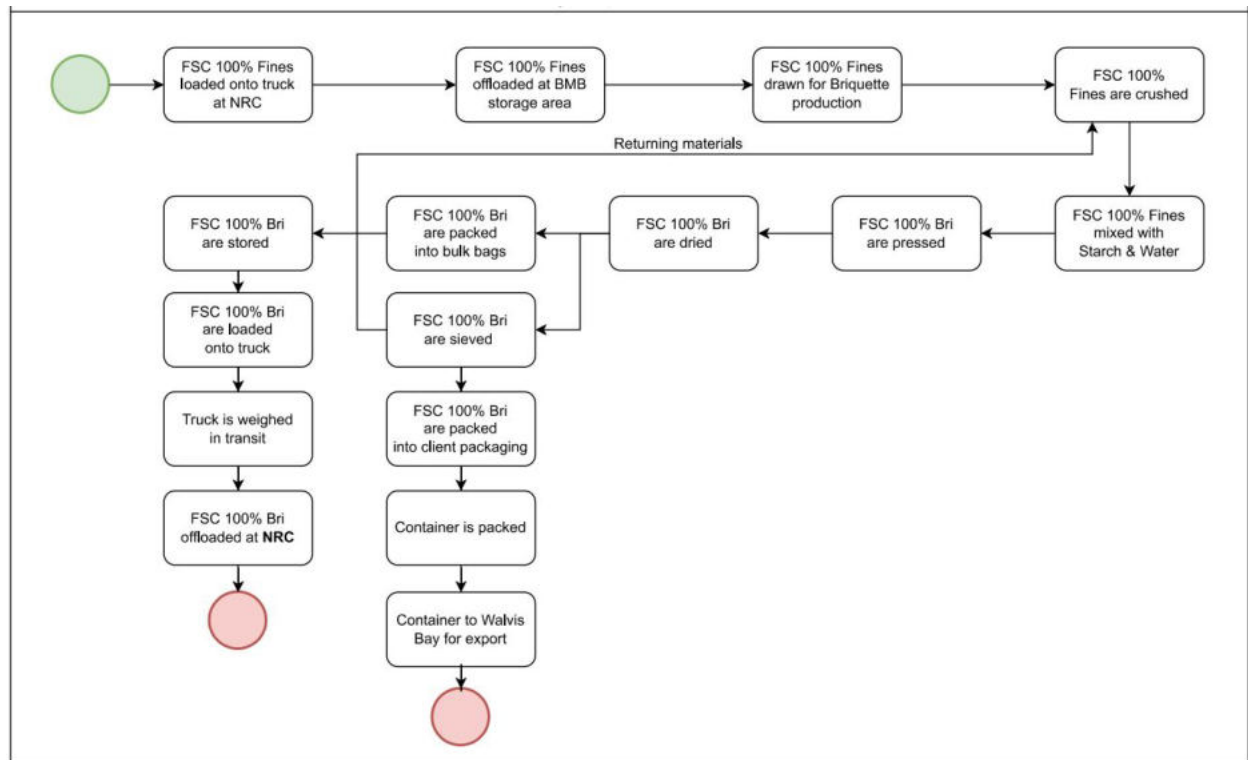 FSC 100% Fines
loaded onto truck
at NRC
FSC 100% Fines
offloaded at BMB
storage area
FSC 100% Fines
drawn for Briquette
production
FSC 100%
Fines are crushed
Returning materials
FSC 100% Bri
are stored
FSC 100% Bri
are packed
into bulk bags
FSC 100% Bri
are dried
FSC 100% Bri
are pressed
FSC 100% Fines
mixed with
Starch & Water
FSC 100% Bri
are loaded
onto truck
FSC 100% Bri
are sieved
Truck is weighed
in transit
FSC 100% Bri
are packed
into client packaging
FSC 100% Bri
offloaded at NRC
Container is packed
Container to Walvis
Bay for export